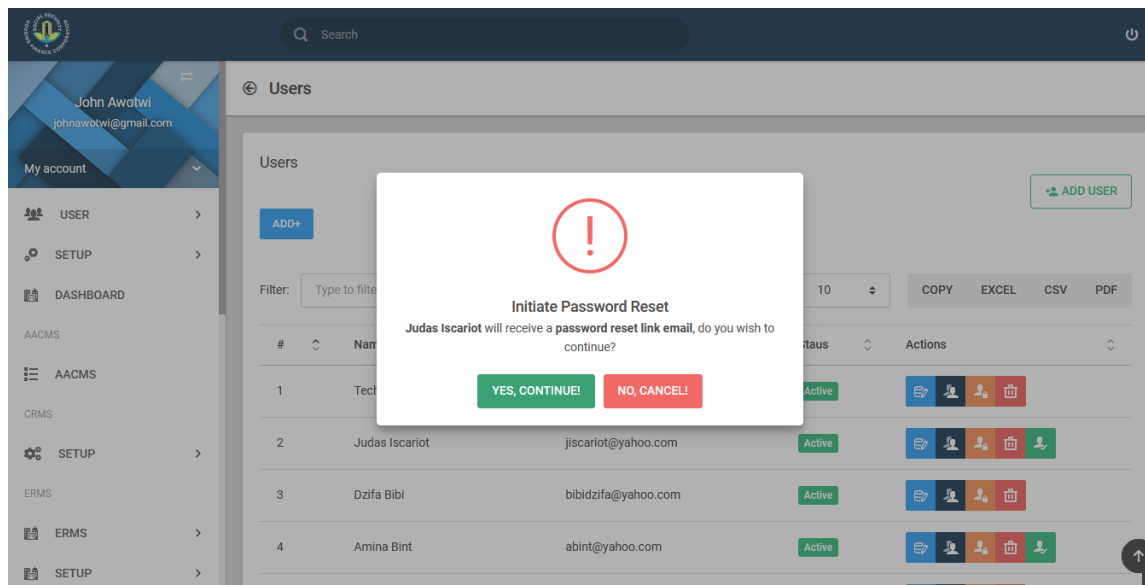 SOCIAL SECURITY
FINANCE CORPORATION
Search
John Awotwi
johnawotwi@gmail.com
My account
USER
SETUP
DASHBOARD
AACMS
AACMS
CRMS
SETUP
ERMS
ERMS
SETUP
Users
Users
ADD USER
ADD+
Filter: Type to filte
10
COPY EXCEL CSV PDF
Initiate Password Reset
Judas Iscariot will receive a password reset link email, do you wish to
continue?
YES, CONTINUE! NO, CANCEL!
# Nam Staus Actions
1 Tech Active
2 Judas Iscariot jiscariot@yahoo.com Active
3 Dzifa Bibi bibidzifa@yahoo.com Active
4 Amina Bint abint@yahoo.com Active